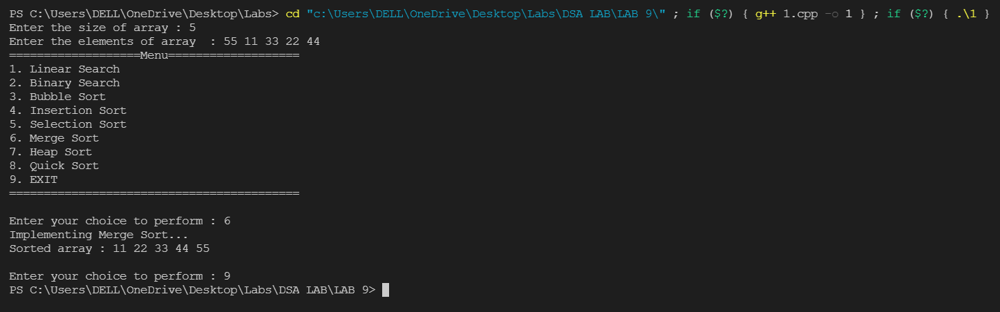 PS C:\Users\DELL\OneDrive\Desktop\Labs> cd "c:\Users\DELL\OneDrive\Desktop\Labs\DSA LAB\LAB 9\" ; if ($?) { g++ 1.cpp -o 1 } ; if ($?) { .\1 }
Enter the size of array : 5
Enter the elements of array  : 55 11 33 22 44
===================Menu===================
1. Linear Search
2. Binary Search
3. Bubble Sort
4. Insertion Sort
5. Selection Sort
6. Merge Sort
7. Heap Sort
8. Quick Sort
9. EXIT
==========================================
Enter your choice to perform : 6
Implementing Merge Sort...
Sorted array : 11 22 33 44 55
Enter your choice to perform : 9
PS C:\Users\DELL\OneDrive\Desktop\Labs\DSA LAB\LAB 9>